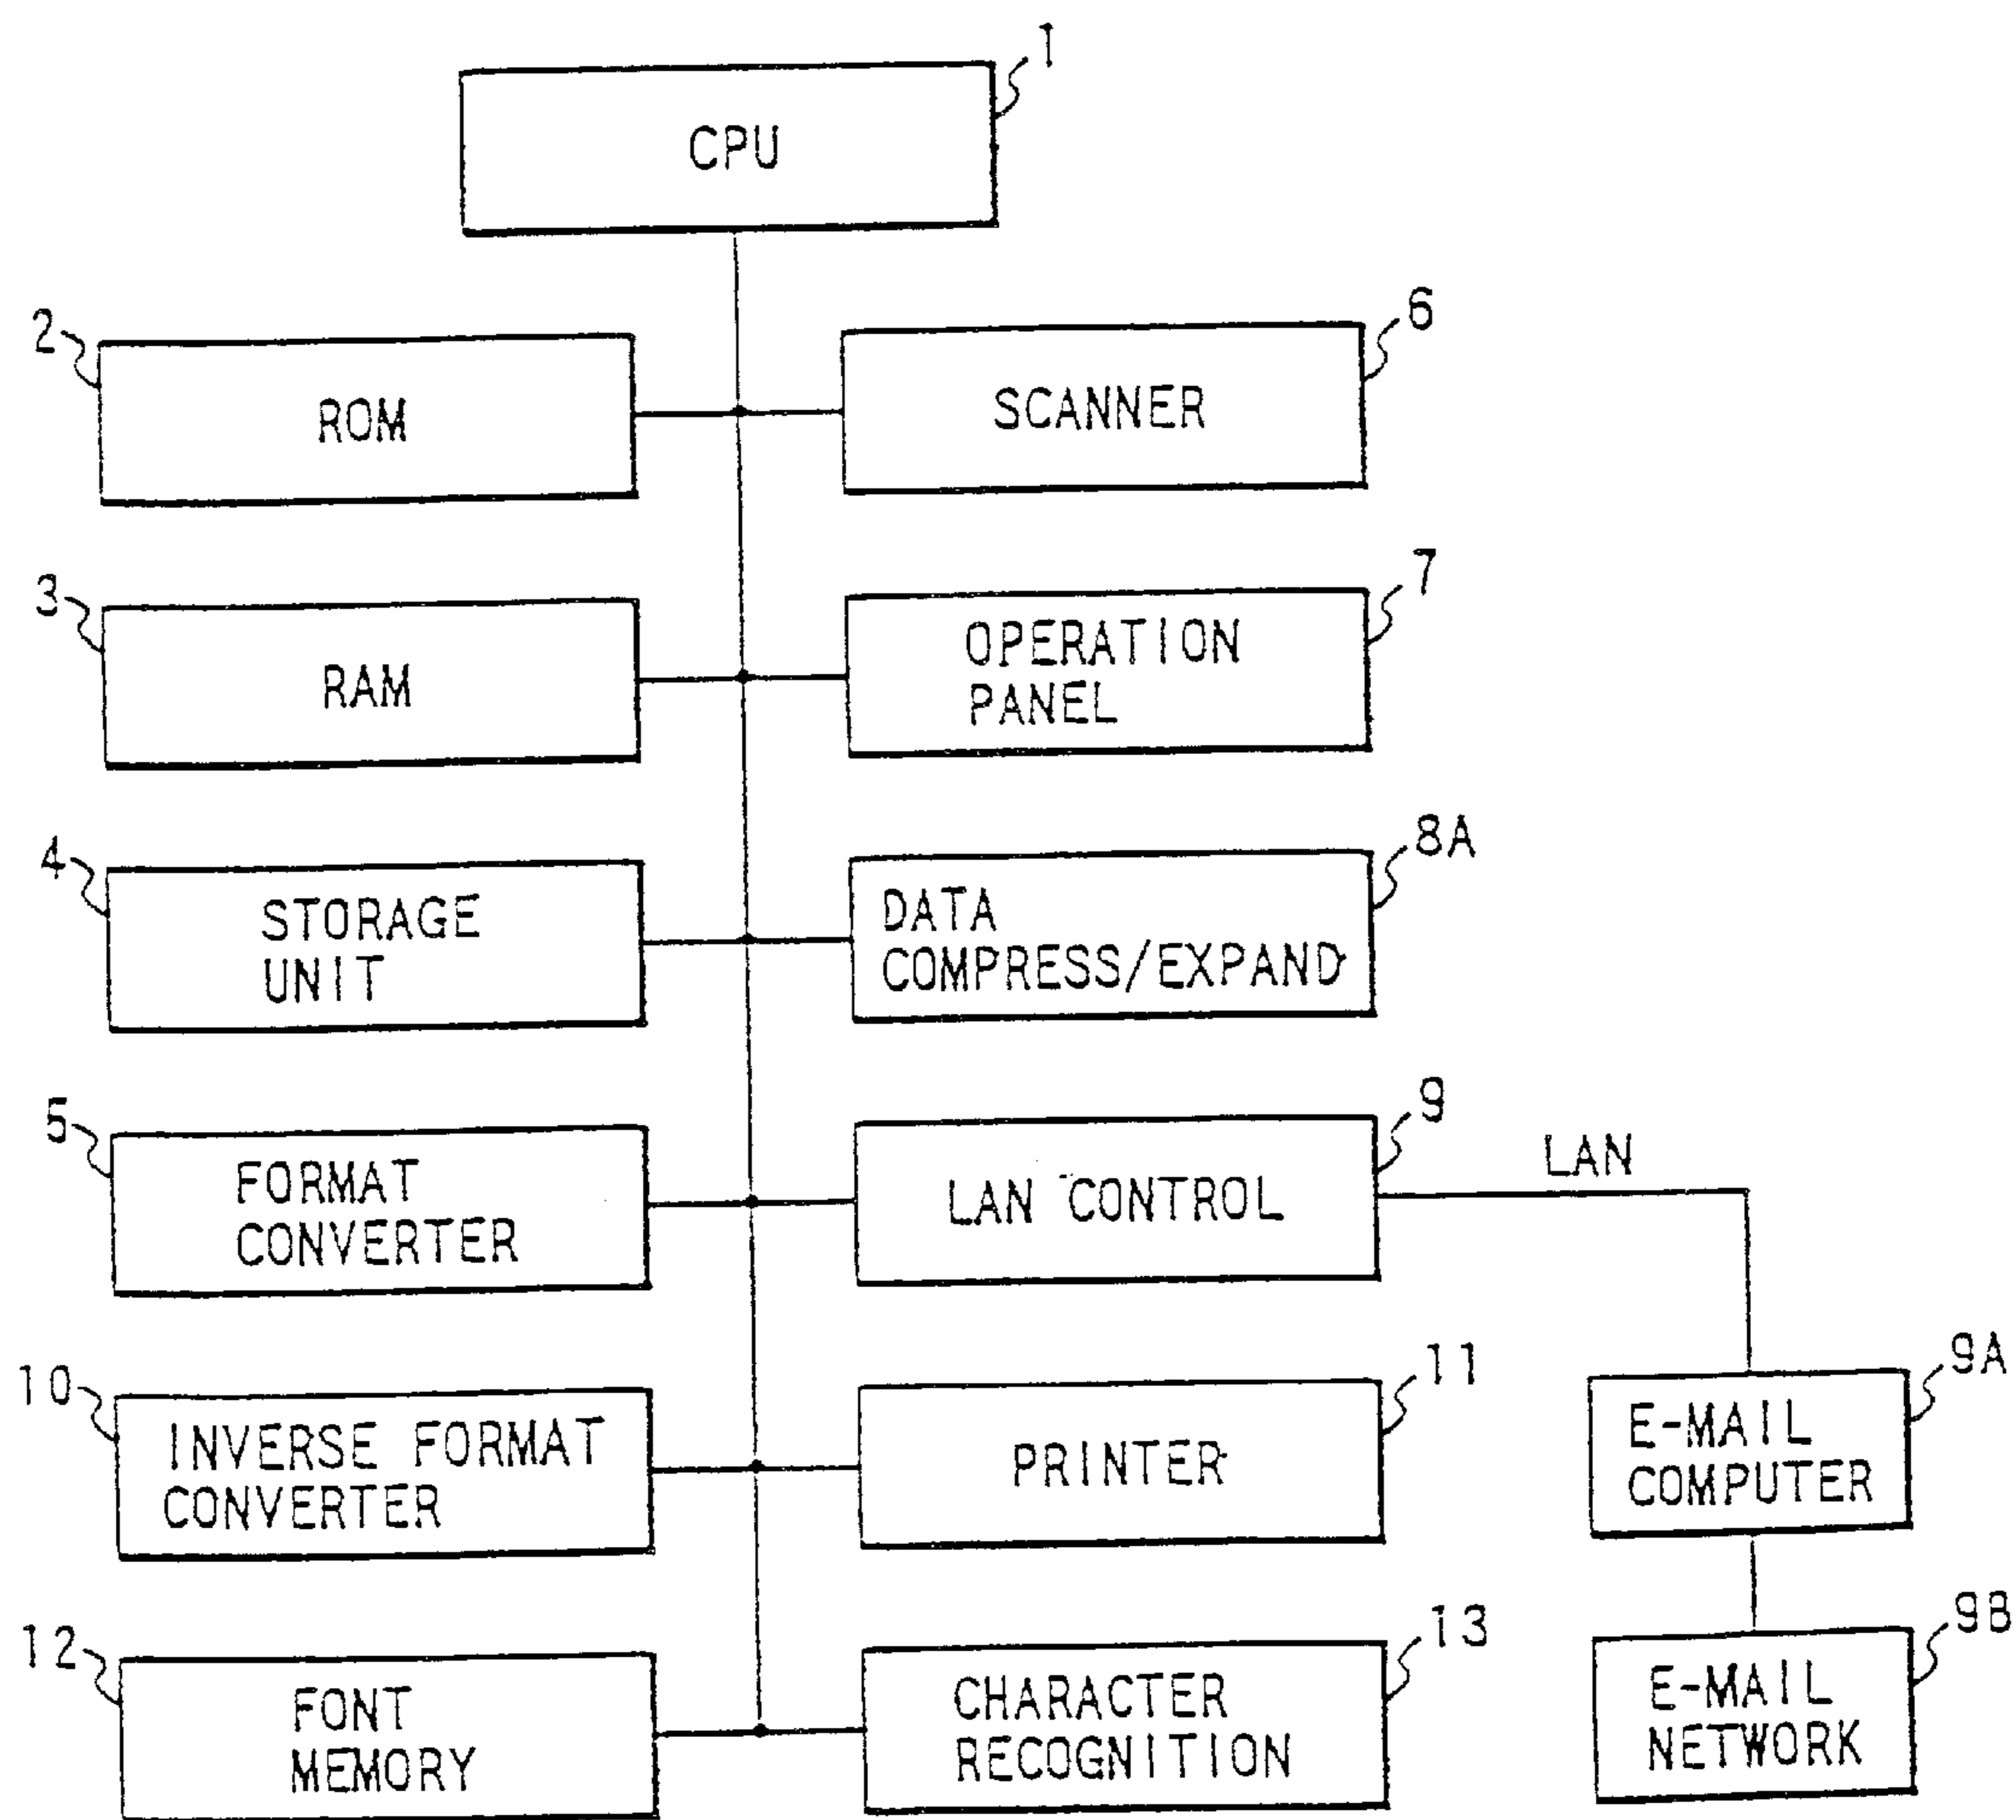 1
CPU
2
ROM
6
SCANNER
3
RAM
7
OPERATION
PANEL
4
STORAGE
UNIT
8A
DATA
COMPRESS/EXPAND
5
FORMAT
CONVERTER
9
LAN CONTROL
LAN
10
INVERSE FORMAT
CONVERTER
11
PRINTER
9A
E-MAIL
COMPUTER
12
FONT
MEMORY
13
CHARACTER
RECOGNITION
9B
E-MAIL
NETWORK